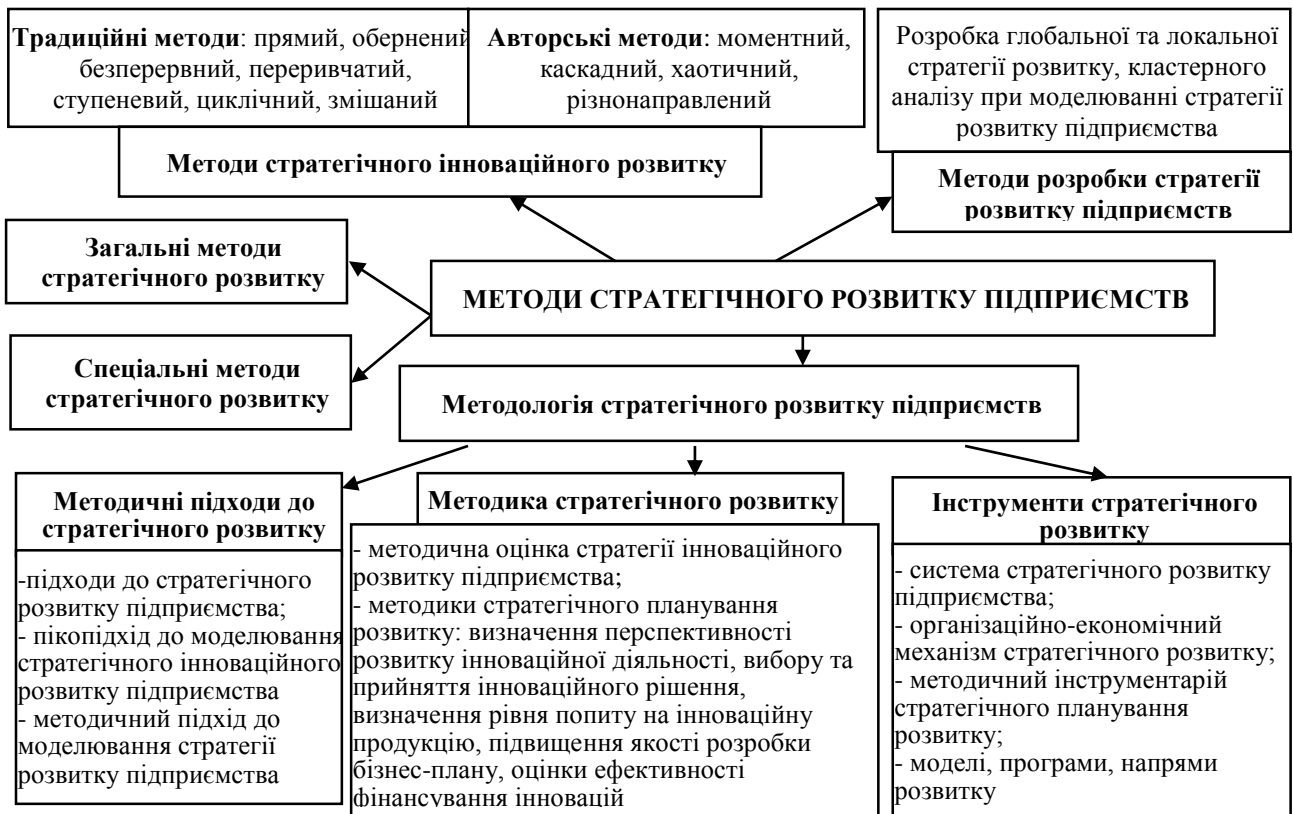 Традиційні методи: прямий, обернений,
безперервний, переривчатий,
ступеневий, циклічний, змішаний
Авторські методи: моментний,
каскадний, хаотичний,
різнонаправлений
Розробка глобальної та локальної
стратегії розвитку, кластерного
аналізу при моделюванні стратегії
розвитку підприємства
Методи стратегічного інноваційного розвитку
Методи розробки стратегії
розвитку підприємств
Загальні методи
стратегічного розвитку
МЕТОДИ СТРАТЕГІЧНОГО РОЗВИТКУ ПІДПРИЄМСТВ
Спеціальні методи
стратегічного розвитку
Методологія стратегічного розвитку підприємств
Методичні підходи до
стратегічного розвитку
-підходи до стратегічного
розвитку підприємства;
- пікопідхід до моделювання
стратегічного інноваційного
розвитку підприємства
- методичний підхід до
моделювання стратегії
розвитку підприємства
Методика стратегічного розвитку
- методична оцінка стратегії інноваційного
розвитку підприємства;
- методики стратегічного планування
розвитку: визначення перспективності
розвитку інноваційної діяльності, вибору та
прийняття інноваційного рішення,
визначення рівня попиту на інноваційну
продукцію, підвищення якості розробки
бізнес-плану, оцінки ефективності
фінансування інновацій
Інструменти стратегічного
розвитку
- система стратегічного розвитку
підприємства;
- організаційно-економічний
механізм стратегічного розвитку;
- методичний інструментарій
стратегічного планування
розвитку;
- моделі, програми, напрями
розвитку